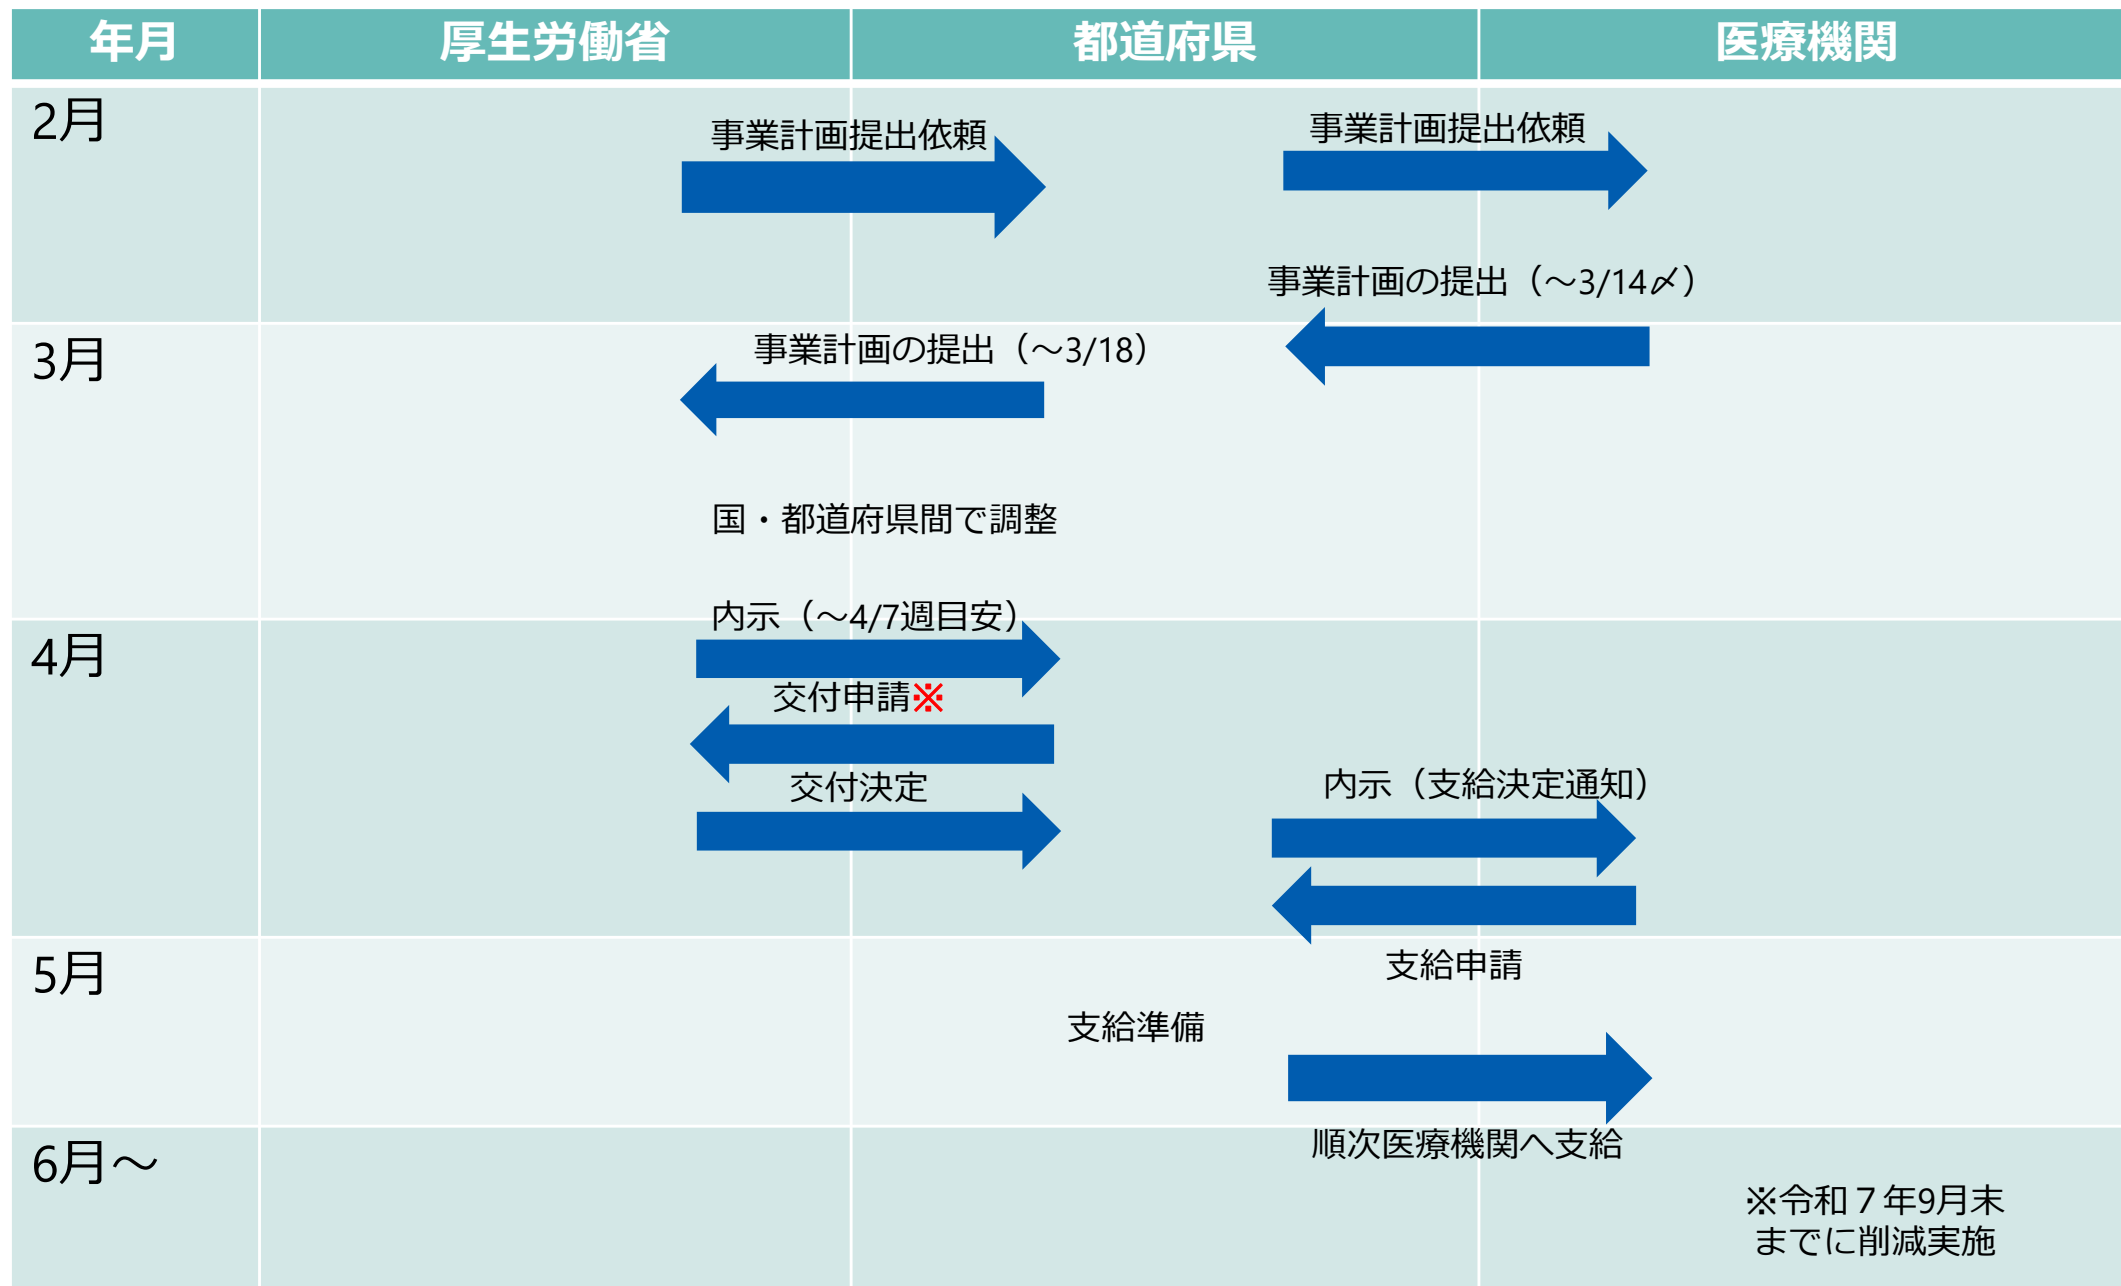 年月
厚生労働省
都道府県
医療機関
2月
事業計画提出依頼
事業計画提出依頼
事業計画の提出（～3/14〆）
3月
事業計画の提出（～3/18）
国・都道府県間で調整
内示（～4/7週目安）
4月
交付申請※
交付決定
内示（支給決定通知）
支給申請
5月
支給準備
順次医療機関へ支給
6月～
※令和７年9月末
までに削減実施